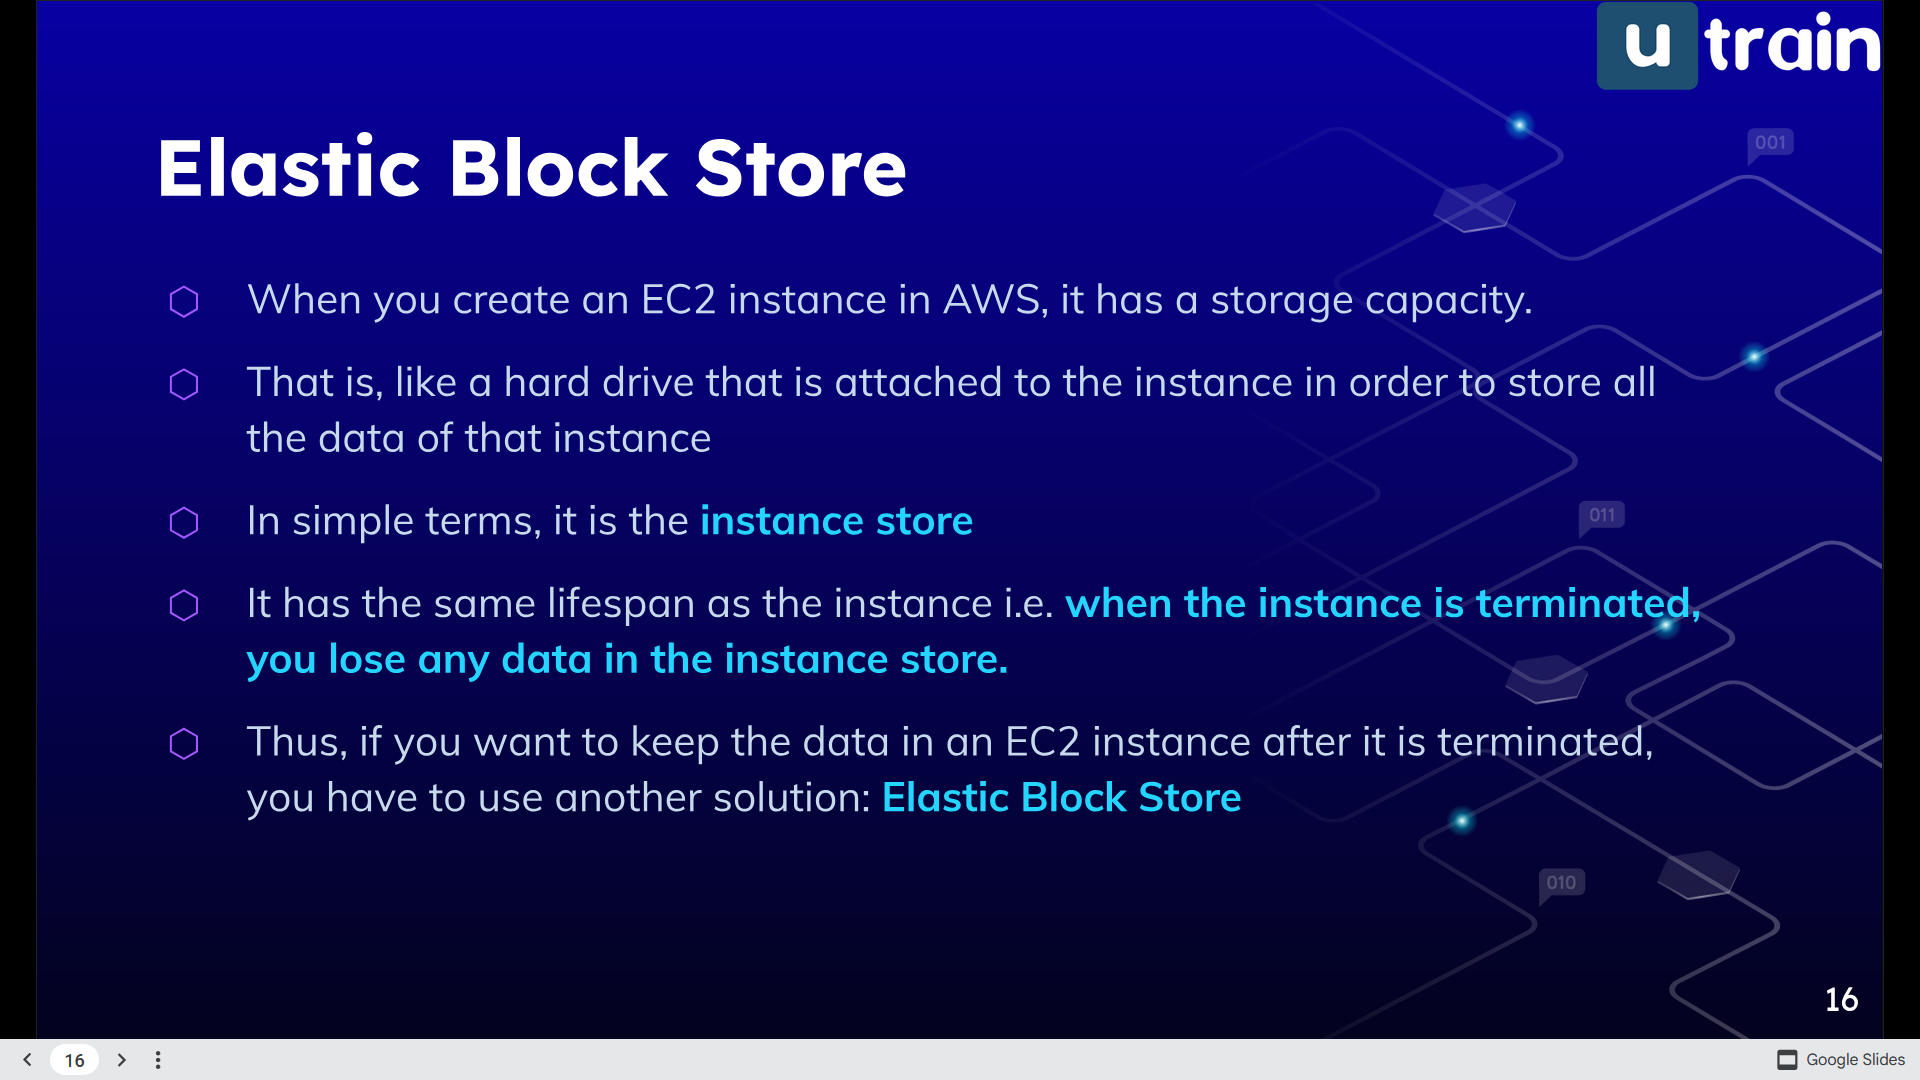 u train
001
Elastic Block Store
When you create an EC2 instance in AWS, it has a storage capacity.
That is, like a hard drive that is attached to the instance in order to store all
the data of that instance
In simple terms, it is the instance store
011
It has the same lifespan as the instance i.e. when the instance is terminated,
you lose any data in the instance store.
Thus, if you want to keep the data in an EC2 instance after it is terminated,
you have to use another solution: Elastic Block Store
010
16
16
Google Slides